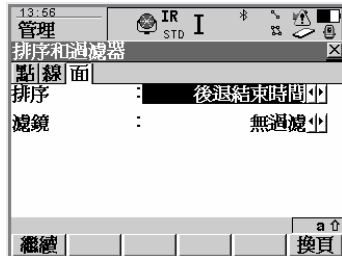 13:56
管理
IR
STD
I
排序和過濾器
點 線 面
排序 : 後退結束時間
濾鏡 : 無過濾
a
繼續 換頁